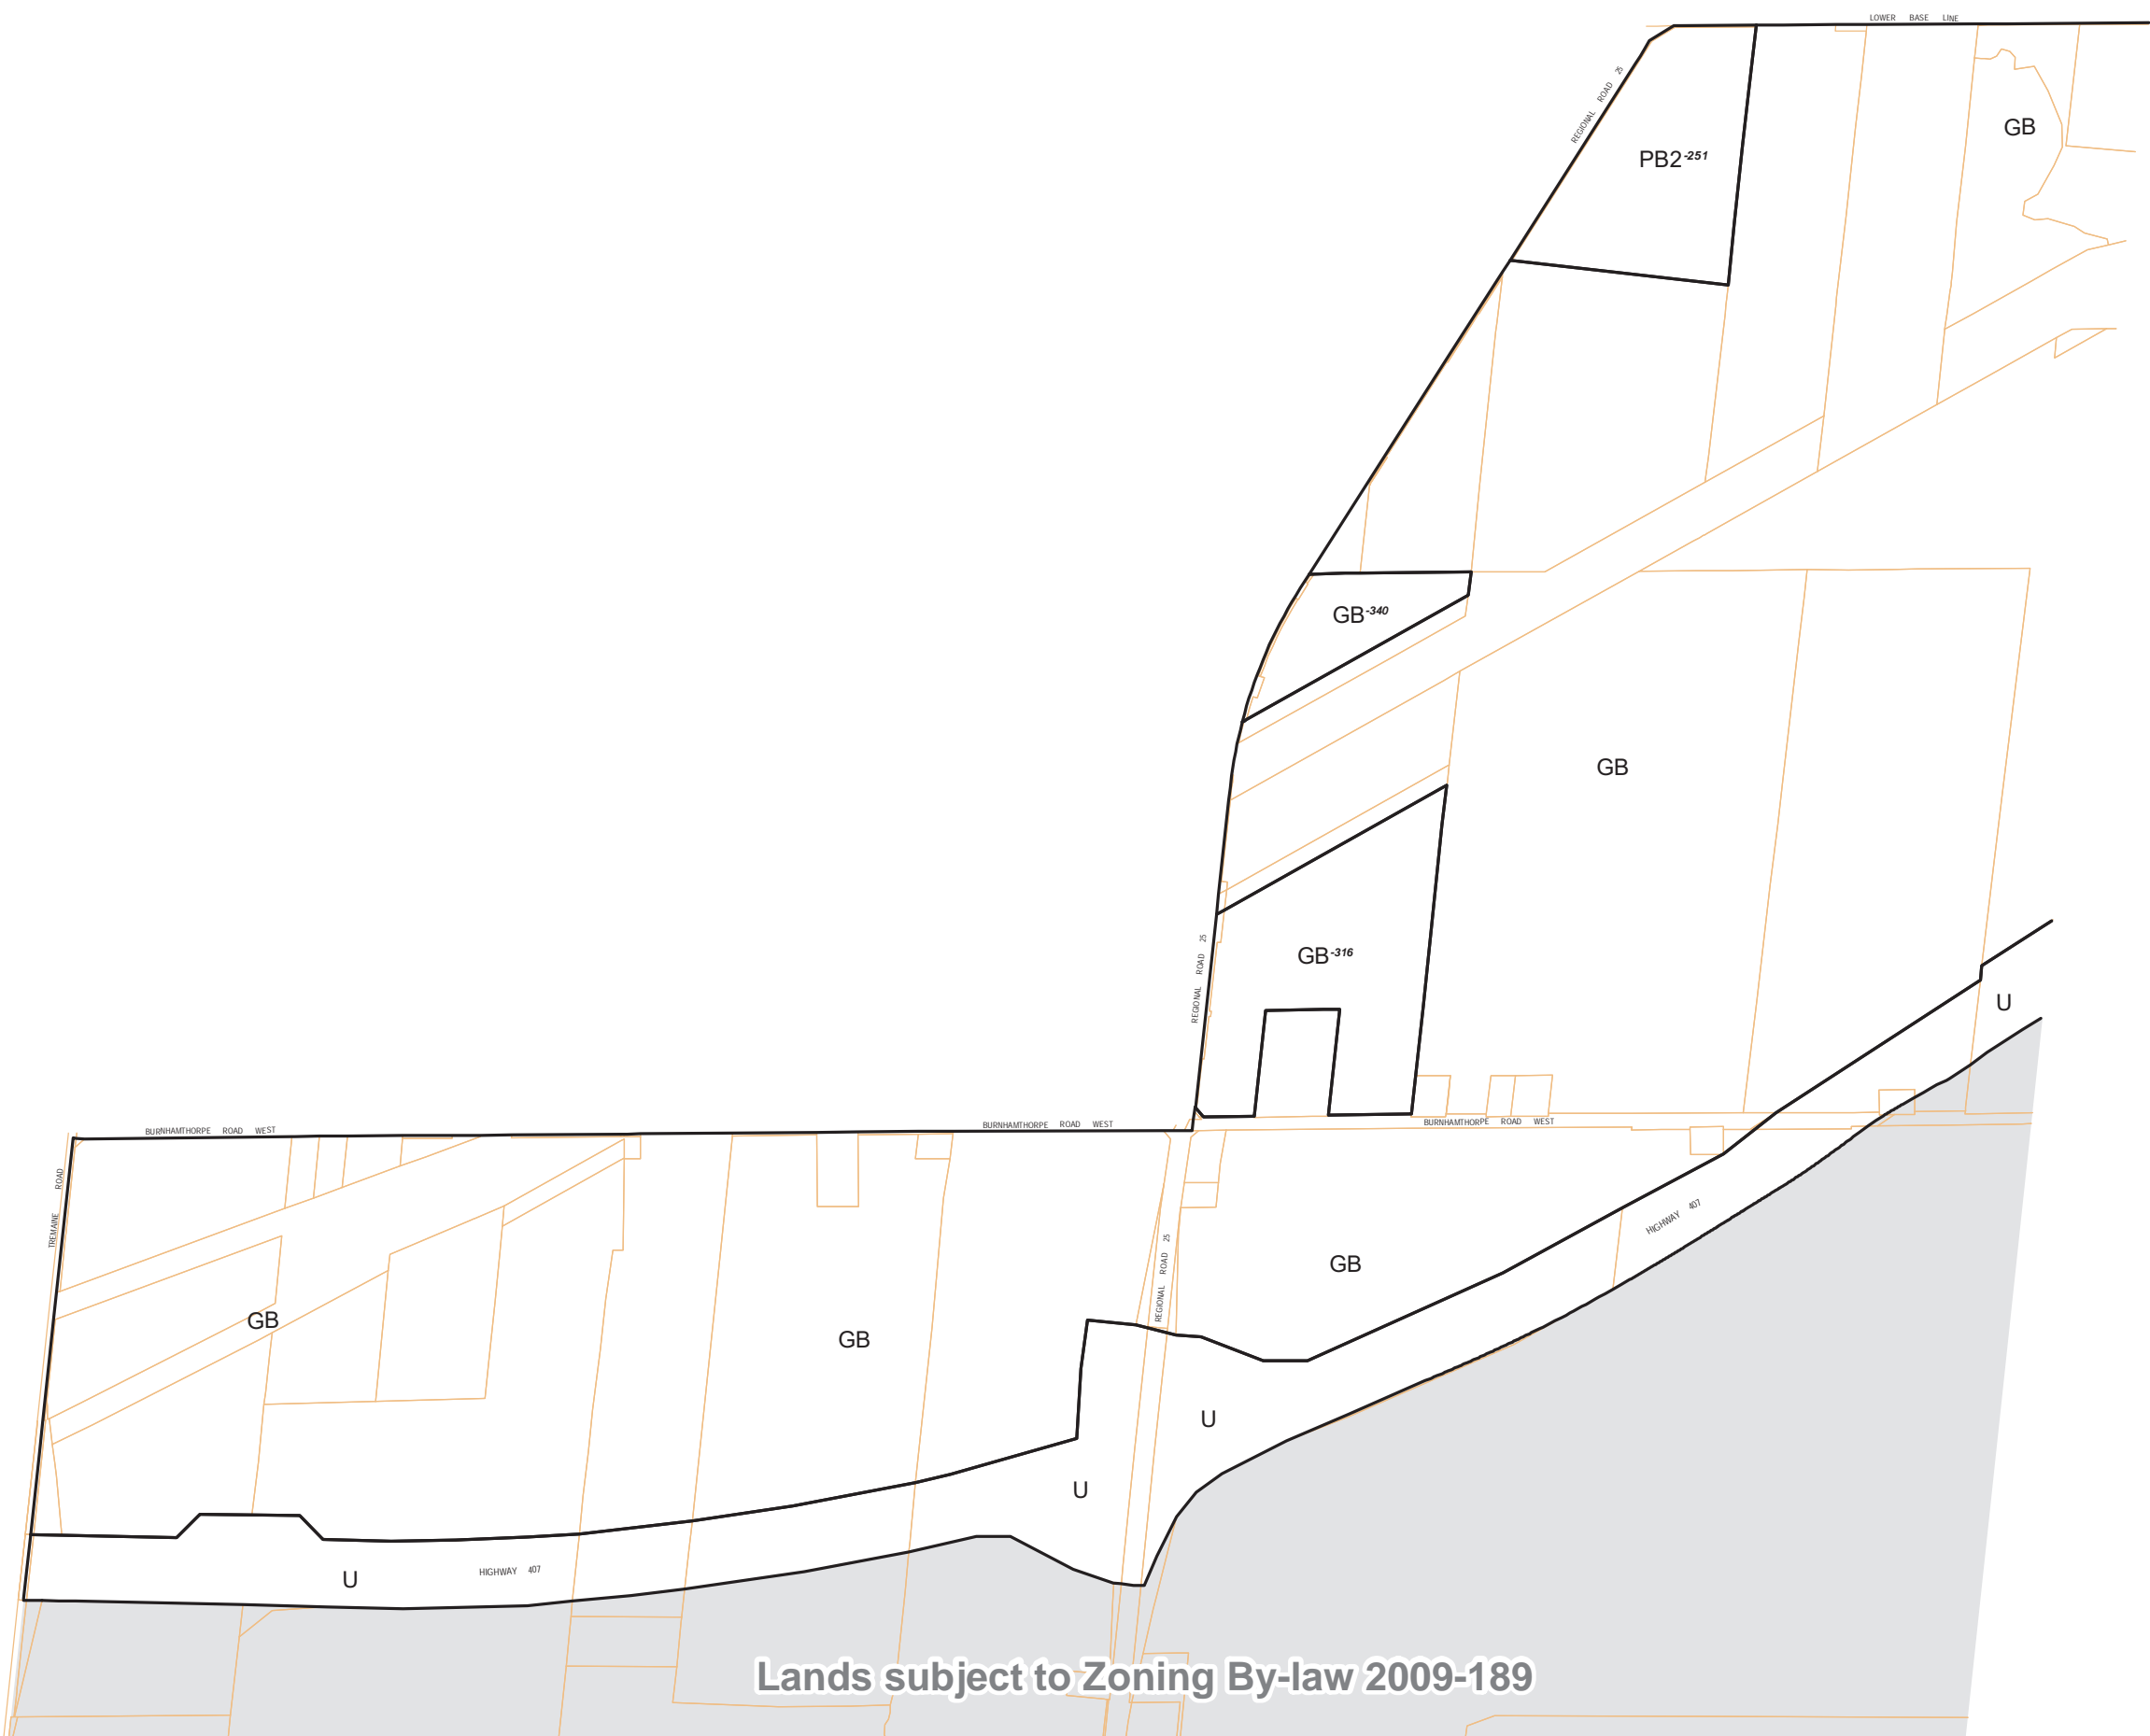 LOWER BASE LINE
REGIONAL ROAD 25
GB
PB2-251
GB-340
GB
GB-316
REGIONAL ROAD 25
U
BURNHAMTHORPE ROAD WEST
BURNHAMTHORPE ROAD WEST
BURNHAMTHORPE ROAD WEST
TREMAINE ROAD
HIGHWAY 407
REGIONAL ROAD 25
GB
GB
GB
U
U
HIGHWAY 407
U
Lands subject to Zoning By-law 2009-189